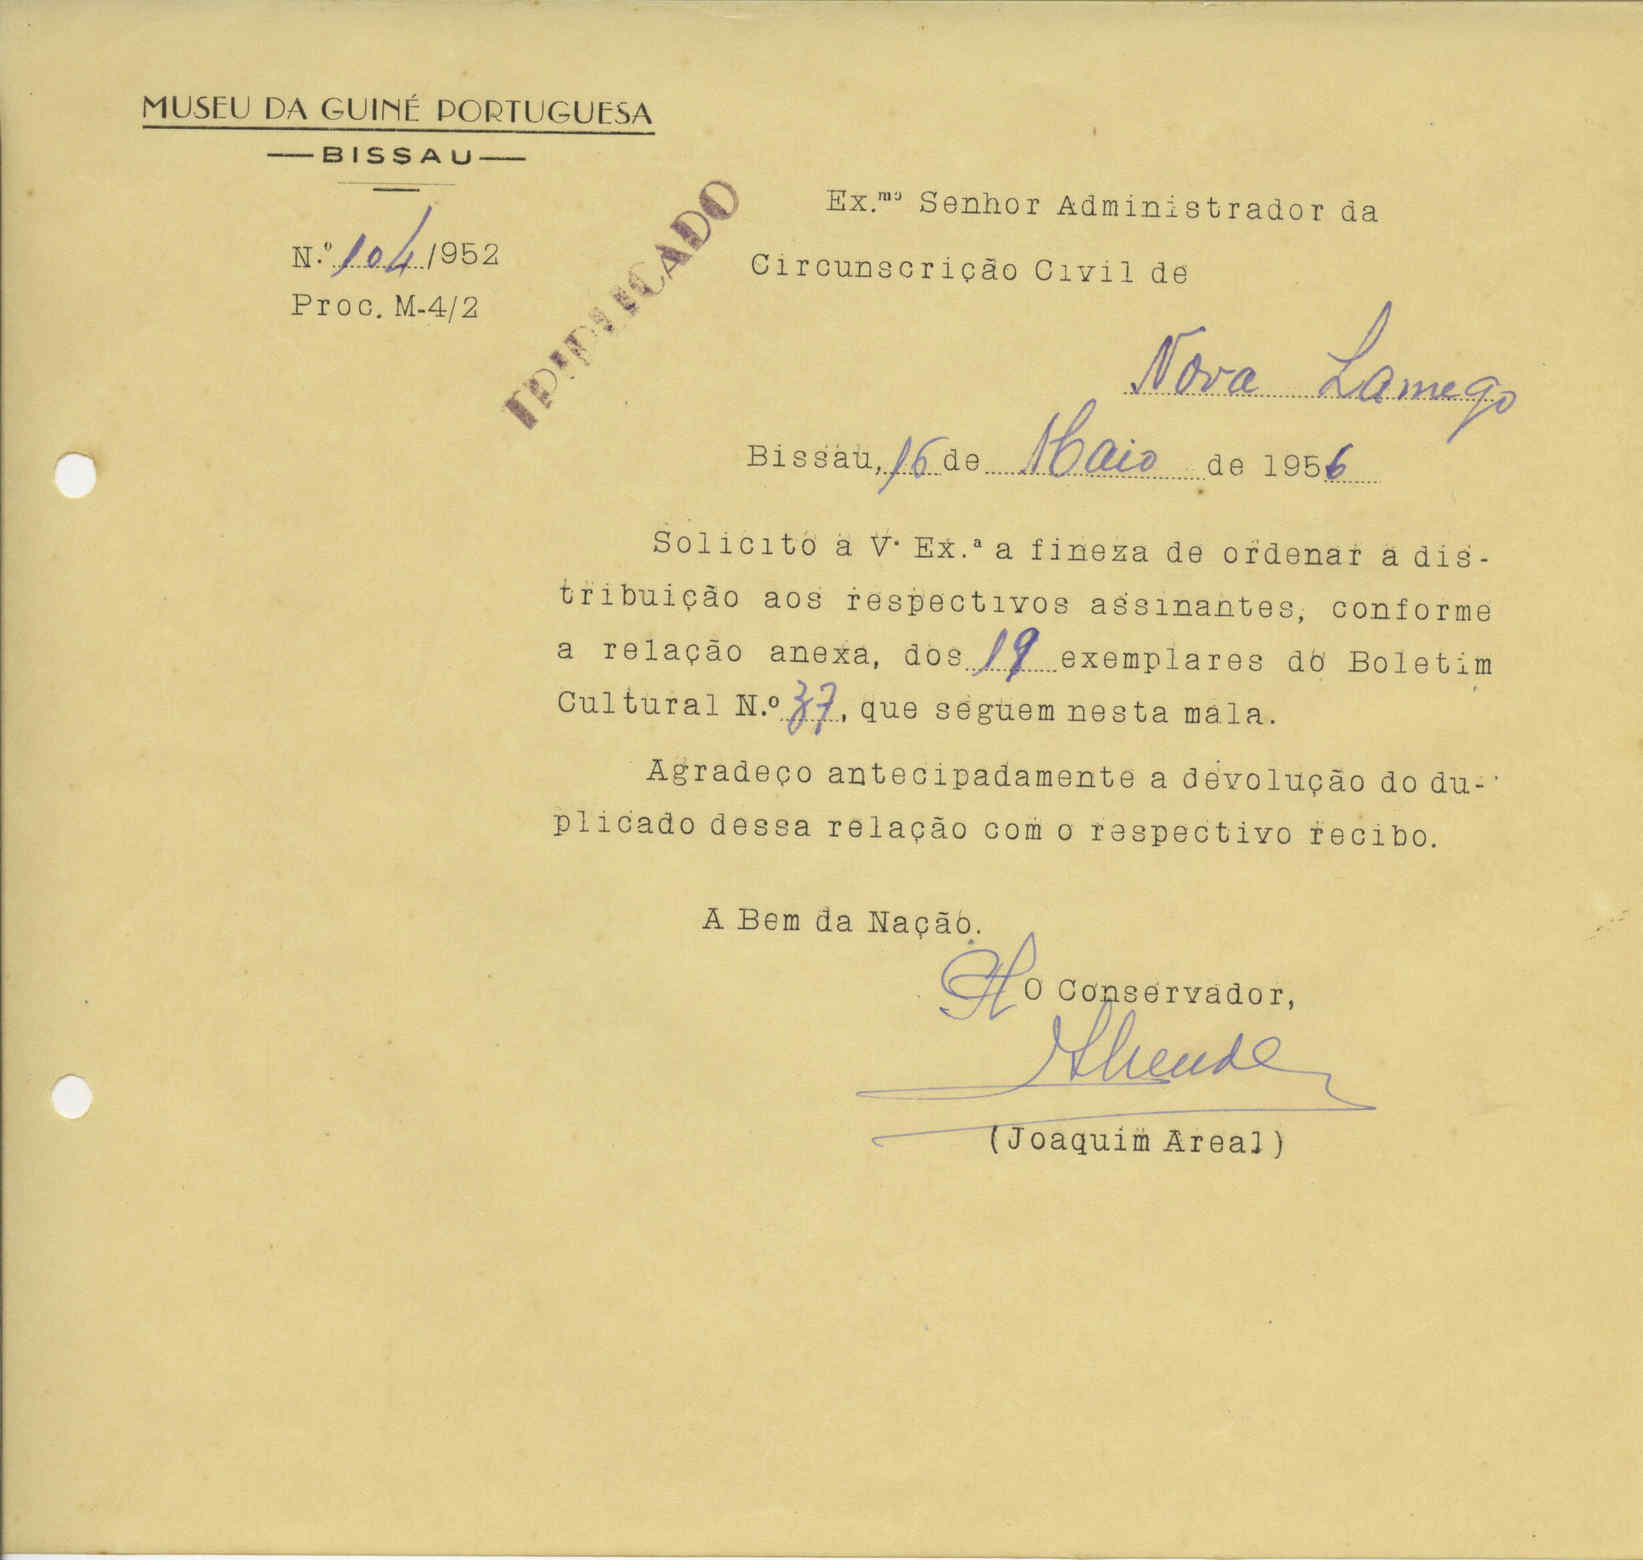 MUSEU DA GUINÉ PORTUGUESA
BISSAU
N.º 104/1952
Proc. M-4/2
Ex.mo Senhor Administrador da
Circunscrição Civil de
Nova Lamego
Bissau, 16 de Maio de 1956
Solicito a V. Ex.ª a fineza de ordenar a dis-
tribuição aos respectivos assinantes, conforme
a relação anexa, dos 19 exemplares do Boletim
Cultural N.º 37, que seguem nesta mala.
Agradeço antecipadamente a devolução do du-
plicado dessa relação com o respectivo recibo.
A Bem da Nação.
O Conservador,
(Joaquim Areal)